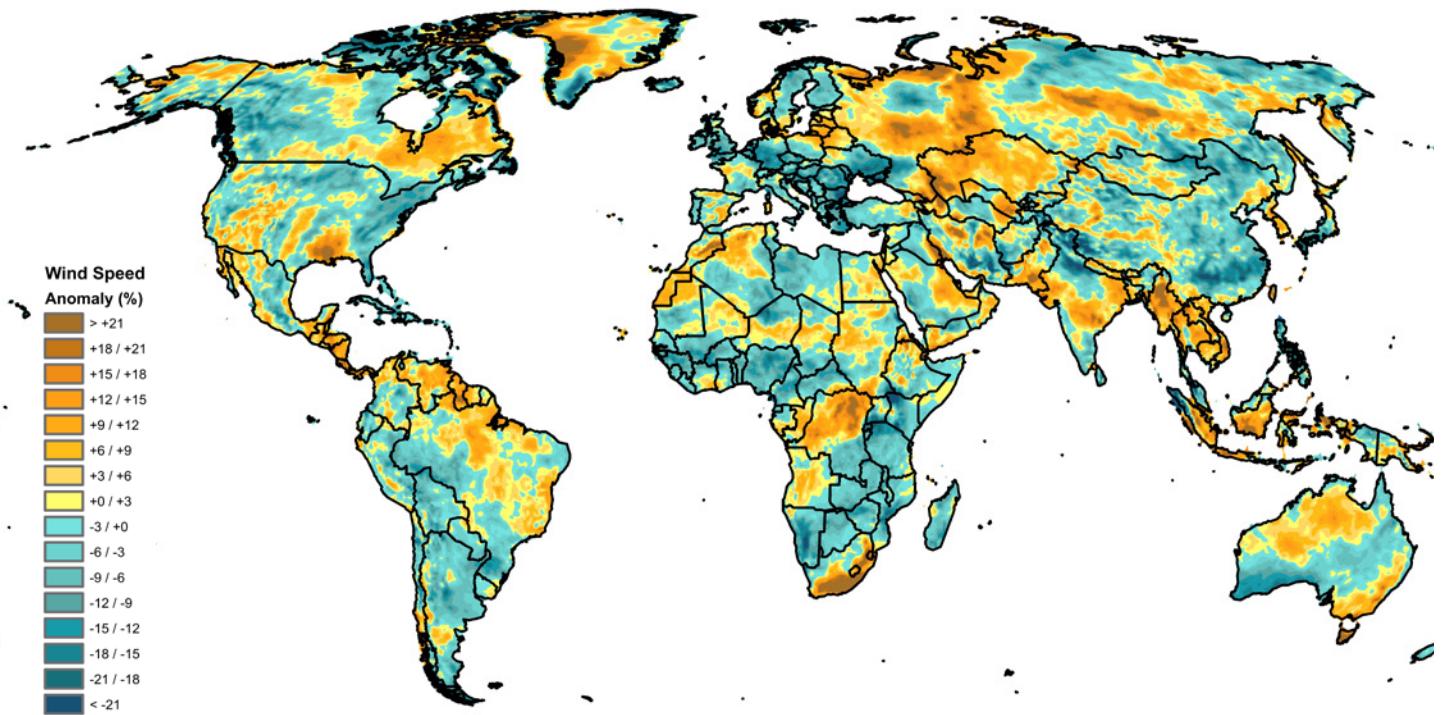 Wind Speed
Anomaly (%)
> +21
+18 / +21
+15 / +18
+12 / +15
+9 / +12
+6 / +9
+3 / +6
+0 / +3
-3 / +0
-6 / -3
-9 / -6
-12 / -9
-15 / -12
-18 / -15
-21 / -18
< -21